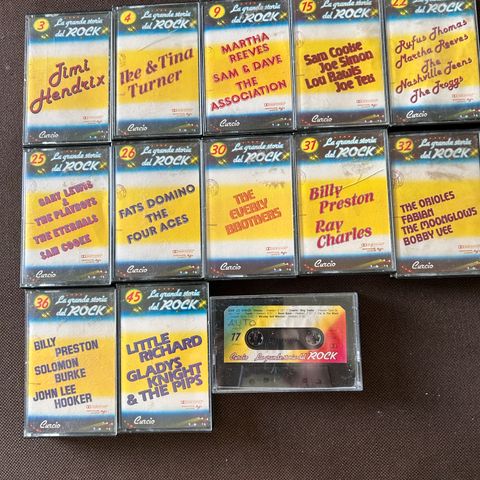 3
La grande storia
del ROCK
Jimi
Hendrix
Curcio
4
La grande storia
del ROCK
Ike & Tina
Turner
Curcio
9
La grande storia
del ROCK
MARTHA
REEVES
SAM & DAVE
THE
ASSOCIATION
Curcio
15
La grande storia
del ROCK
Sam Cooke
Joe Simon
Lou Rawls
Joe Tex
Curcio
22
La grande storia
del ROCK
Rufus Thomas
Martha Reeves
The
Nashville Teens
The Troggs
Curcio
25
La grande storia
del ROCK
GARY LEWIS
& THE PLAYBOYS
THE ETERNALS
SAM COOKE
Curcio
26
La grande storia
del ROCK
FATS DOMINO
THE
FOUR ACES
Curcio
30
La grande storia
del ROCK
THE
EVERLY
BROTHERS
Curcio
31
La grande storia
del ROCK
Billy
Preston
Ray
Charles
Curcio
32
La grande storia
del ROCK
THE ORIOLES
FABIAN
THE MOONGLOWS
BOBBY VEE
Curcio
36
La grande storia
del ROCK
BILLY
PRESTON
SOLOMON
BURKE
JOHN LEE
HOOKER
Curcio
45
La grande storia
del ROCK
LITTLE
RICHARD
GLADYS
KNIGHT
& THE PIPS
Curcio
AUTO
17
Curcio La grande storia del ROCK